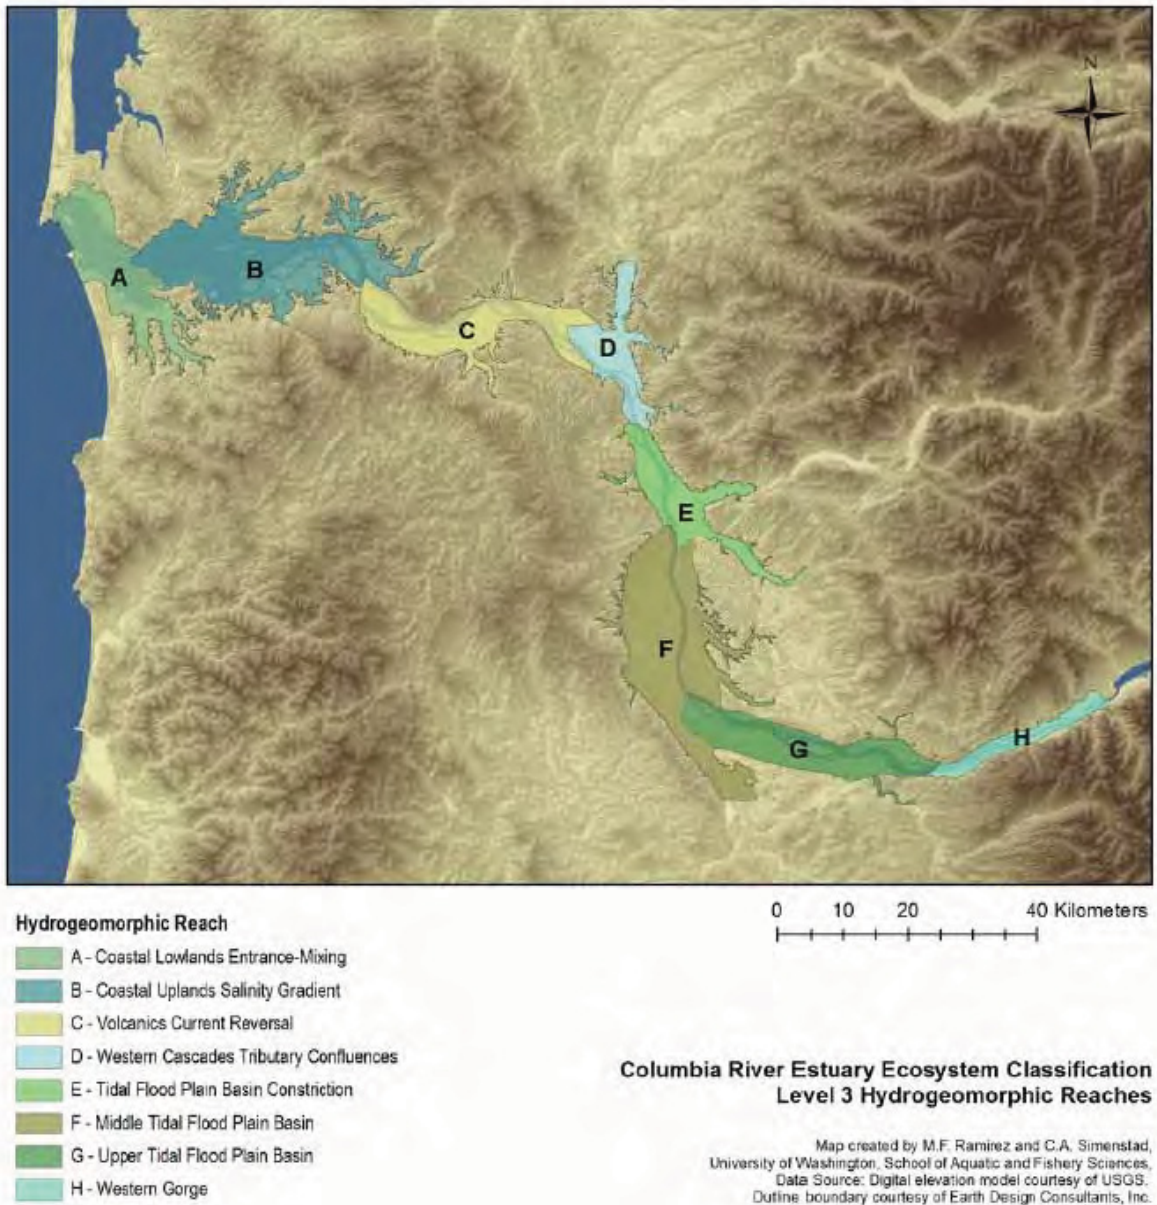 N
A
B
C
D
E
F
G
H
0 10 20 40 Kilometers
Hydrogeomorphic Reach
A - Coastal Lowlands Entrance-Mixing
B - Coastal Uplands Salinity Gradient
C - Volcanics Current Reversal
D - Western Cascades Tributary Confluences
E - Tidal Flood Plain Basin Constriction
F - Middle Tidal Flood Plain Basin
G - Upper Tidal Flood Plain Basin
H - Western Gorge
Columbia River Estuary Ecosystem Classification
Level 3 Hydrogeomorphic Reaches
Map created by M.F. Ramirez and C.A. Simenstad,
University of Washington, School of Aquatic and Fishery Sciences,
Data Source: Digital elevation model courtesy of USGS.
Outline boundary courtesy of Earth Design Consultants, Inc.